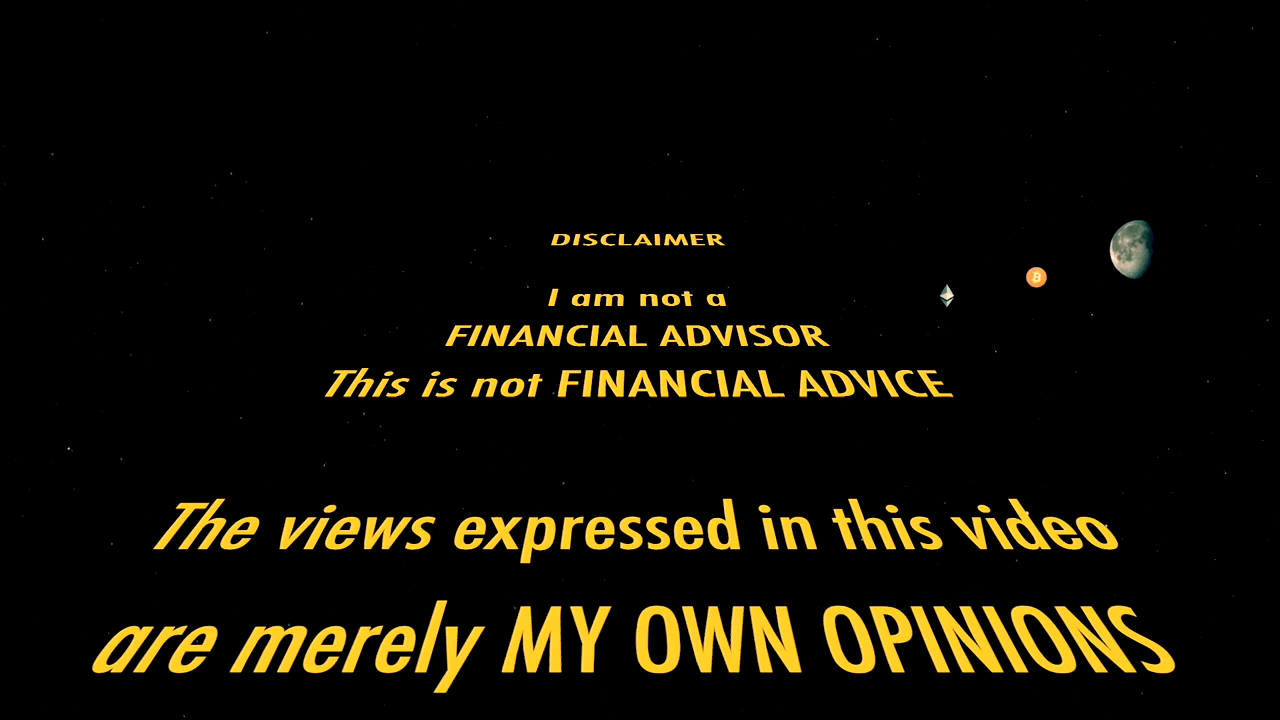 DISCLAIMER
I am not a
FINANCIAL ADVISOR
This is not FINANCIAL ADVICE
The views expressed in this video
are merely MY OWN OPINIONS